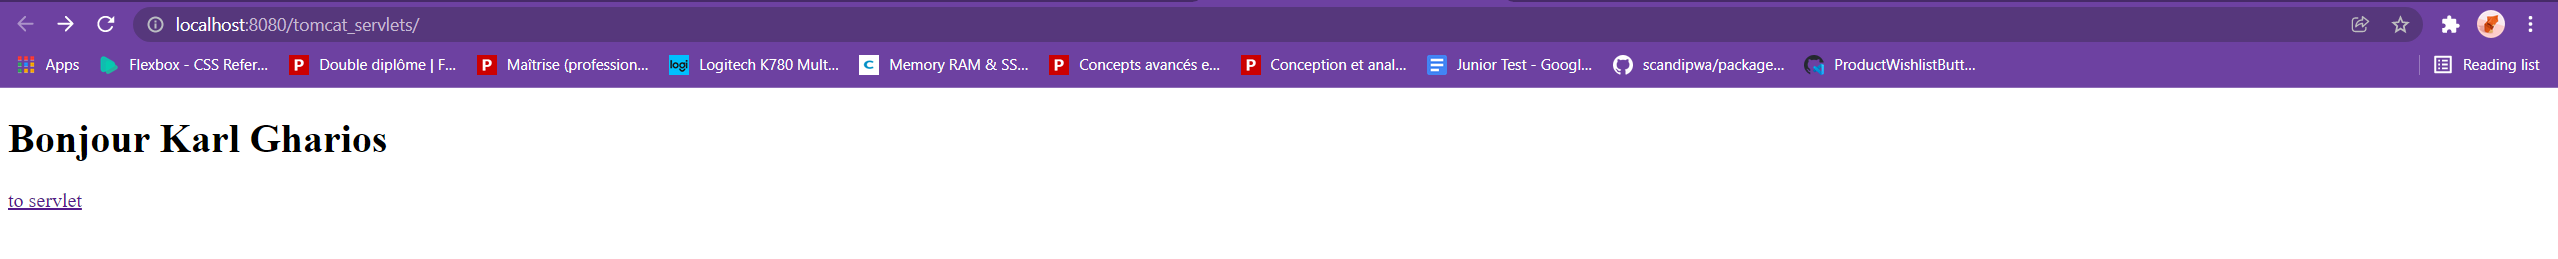 localhost:8080/tomcat_servlets/
Apps Flexbox - CSS Refer... P Double diplôme | F... P Maîtrise (profession... logi Logitech K780 Mult... C Memory RAM & SS... P Concepts avancés e... P Conception et anal... Junior Test - Googl... scandipwa/package... ProductWishlistButt... Reading list
Bonjour Karl Gharios
to servlet